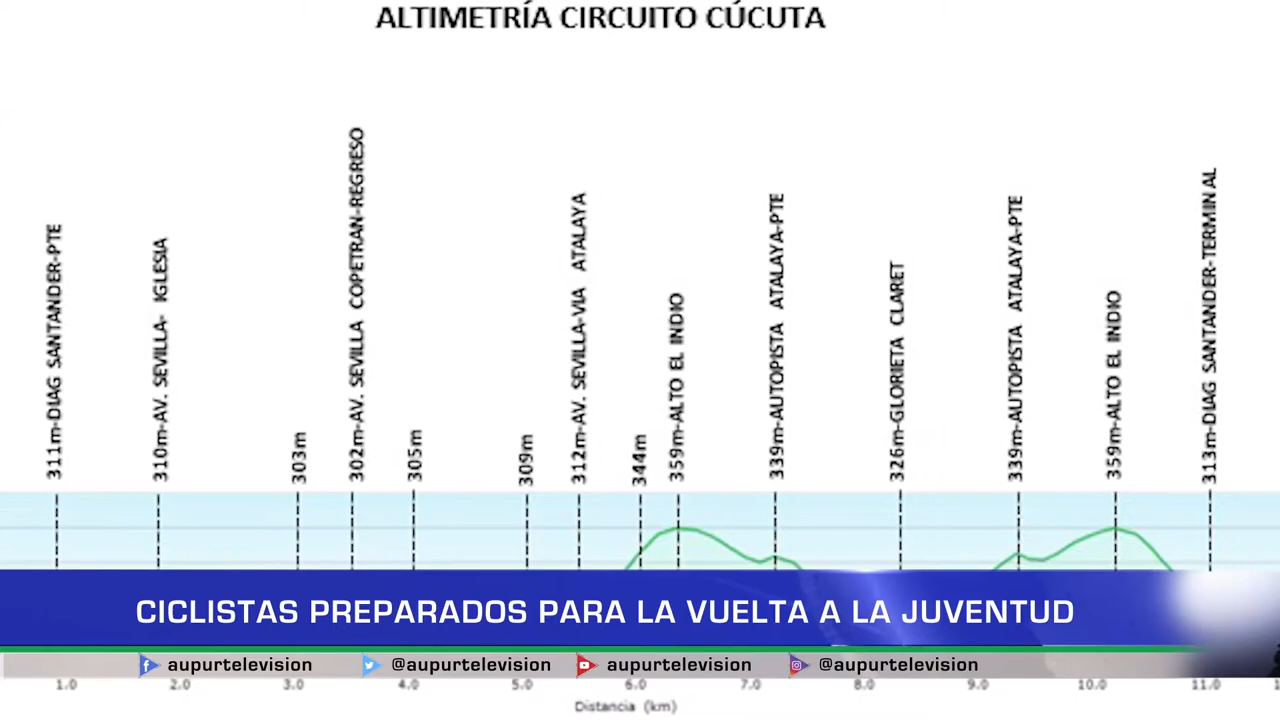 ALTIMETRÍA CIRCUITO CÚCUTA
311m-DIAG SANTANDER-PTE
310m-AV. SEVILLA- IGLESIA
303m
302m-AV. SEVILLA COPETRAN-REGRESO
305m
309m
312m-AV. SEVILLA-VIA ATALAYA
344m
359m-ALTO EL INDIO
339m-AUTOPISTA ATALAYA-PTE
326m-GLORIETA CLARET
339m-AUTOPISTA ATALAYA-PTE
359m-ALTO EL INDIO
313m-DIAG SANTANDER-TERMINAL
CICLISTAS PREPARADOS PARA LA VUELTA A LA JUVENTUD
aupurtelevision @aupurtelevision aupurtelevision @aupurtelevision
1.0 2.0 3.0 4.0 5.0 6.0 7.0 8.0 9.0 10.0 11.0
Distancia (km)